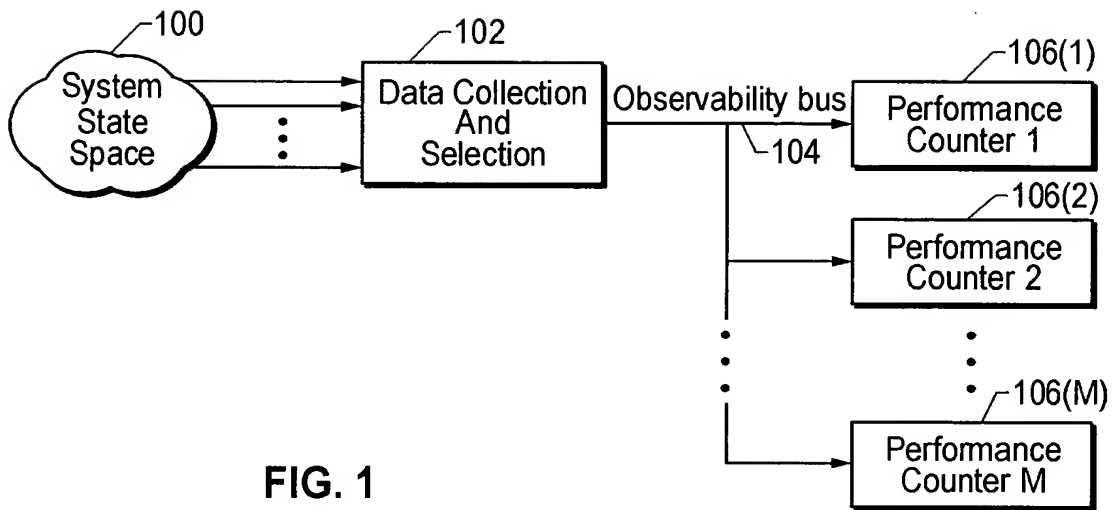 100
System
State
Space
102
Data Collection
And
Selection
Observability bus
104
106(1)
Performance
Counter 1
106(2)
Performance
Counter 2
106(M)
Performance
Counter M
FIG. 1